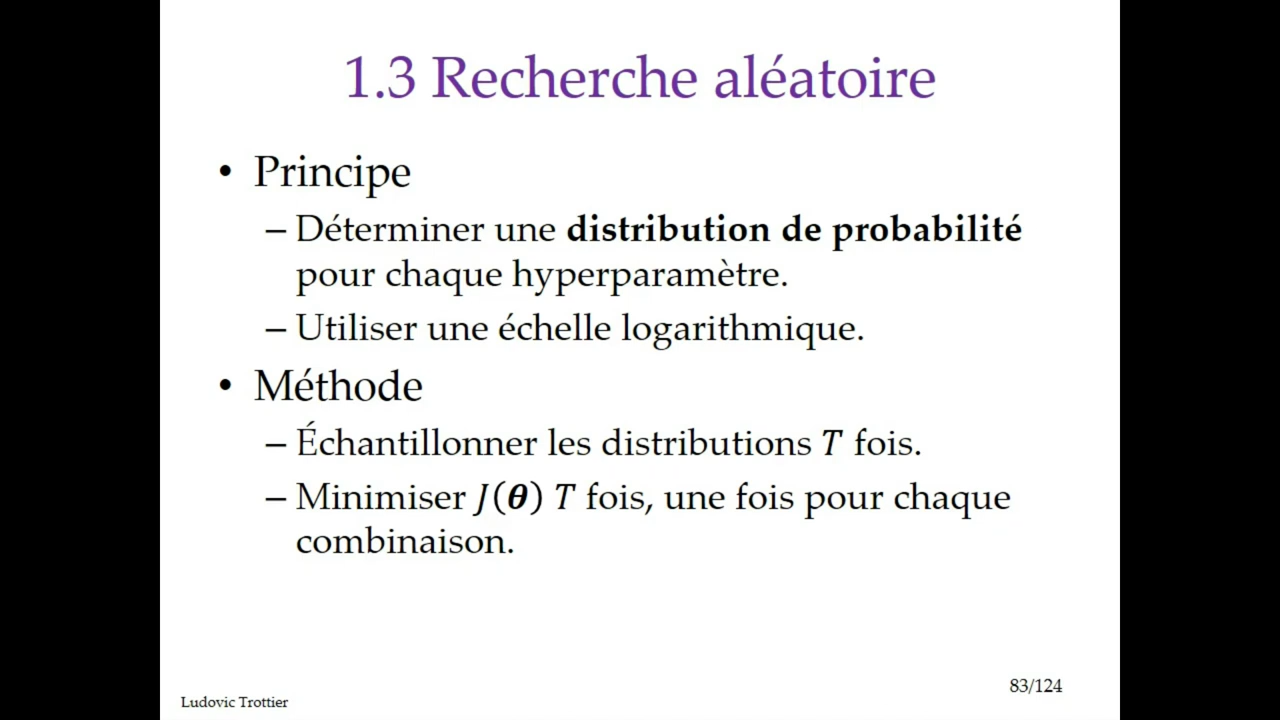 1.3 Recherche aléatoire
• Principe
– Déterminer une distribution de probabilité
pour chaque hyperparamètre.
– Utiliser une échelle logarithmique.
• Méthode
– Échantillonner les distributions T fois.
– Minimiser J(θ) T fois, une fois pour chaque
combinaison.
83/124
Ludovic Trottier